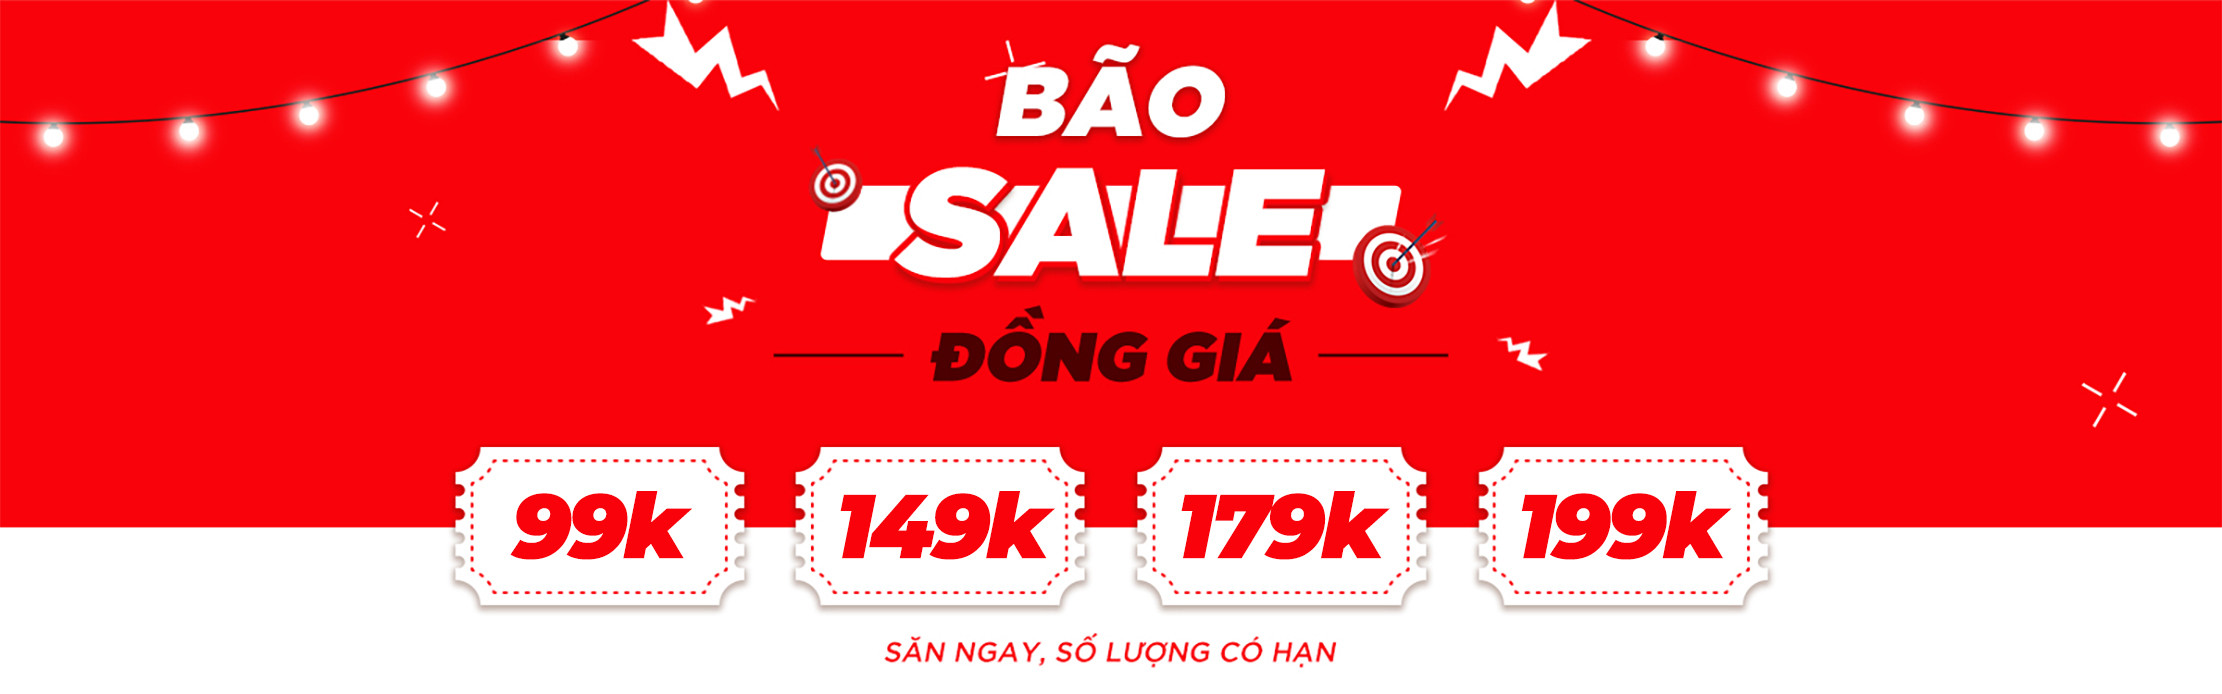 BÃO
SALE
ĐỒNG GIÁ
99k 149k 179k 199k
SĂN NGAY, SỐ LƯỢNG CÓ HẠN